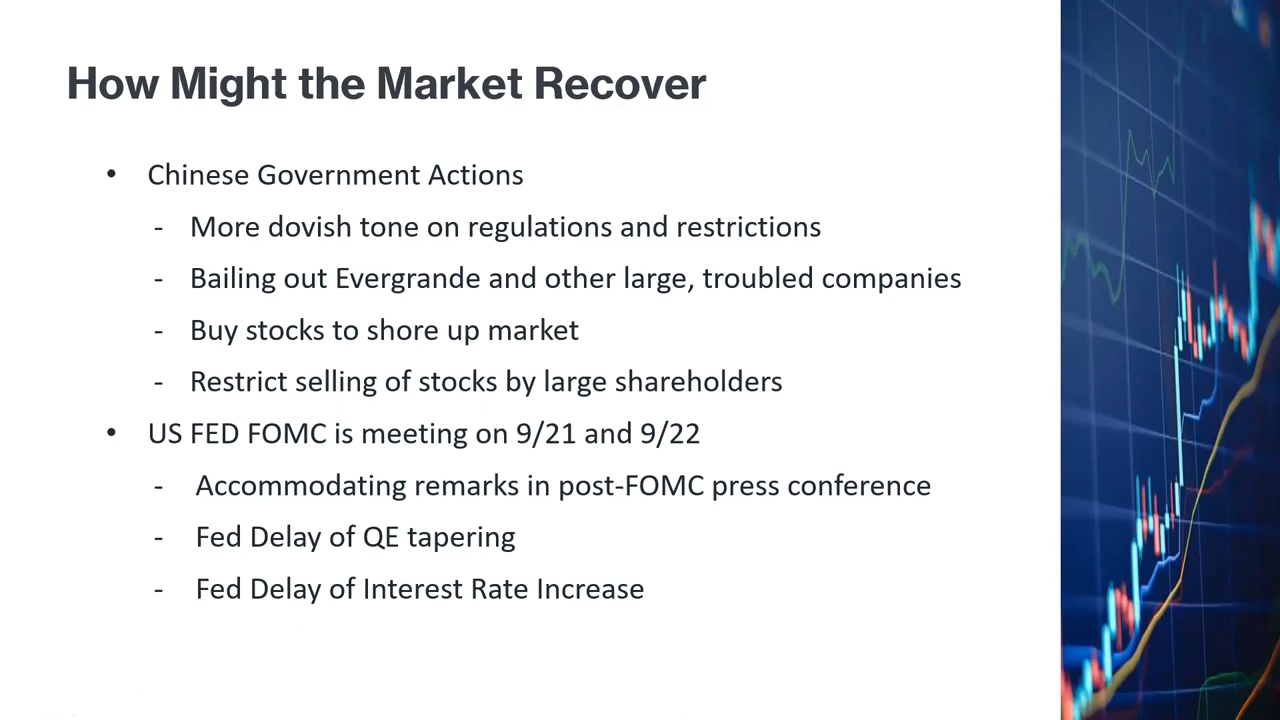 How Might the Market Recover
• Chinese Government Actions
- More dovish tone on regulations and restrictions
- Bailing out Evergrande and other large, troubled companies
- Buy stocks to shore up market
- Restrict selling of stocks by large shareholders
• US FED FOMC is meeting on 9/21 and 9/22
- Accommodating remarks in post-FOMC press conference
- Fed Delay of QE tapering
- Fed Delay of Interest Rate Increase